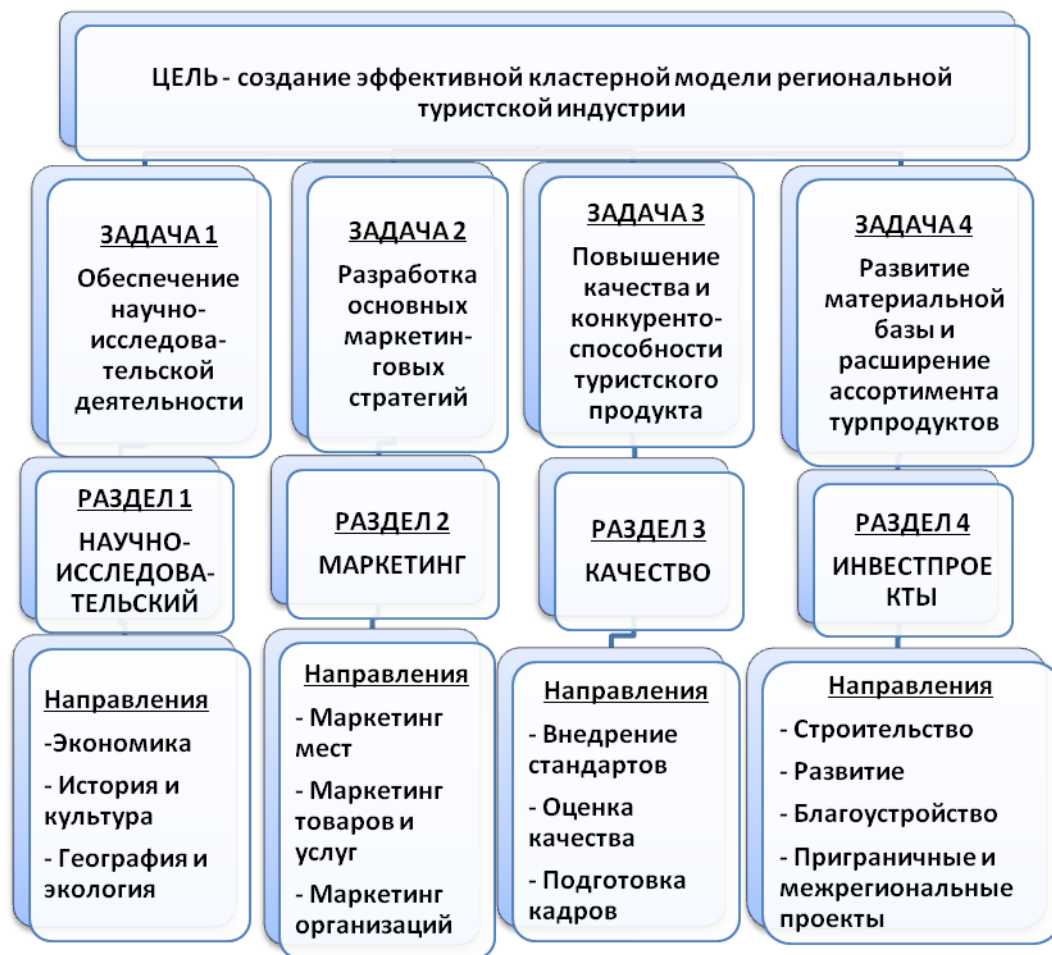 ЦЕЛЬ - создание эффективной кластерной модели региональной
туристской индустрии
ЗАДАЧА 1
Обеспечение
научно-
исследова-
тельской
деятельности
ЗАДАЧА 2
Разработка
основных
маркетин-
говых
стратегий
ЗАДАЧА 3
Повышение
качества и
конкуренто-
способности
туристского
продукта
ЗАДАЧА 4
Развитие
материальной
базы и
расширение
ассортимента
турпродуктов
РАЗДЕЛ 1
НАУЧНО-
ИССЛЕДОВА-
ТЕЛЬСКИЙ
РАЗДЕЛ 2
МАРКЕТИНГ
РАЗДЕЛ 3
КАЧЕСТВО
РАЗДЕЛ 4
ИНВЕСТПРОЕ
КТЫ
Направления
-Экономика
- История и
культура
- География и
экология
Направления
- Маркетинг
мест
- Маркетинг
товаров и
услуг
- Маркетинг
организаций
Направления
- Внедрение
стандартов
- Оценка
качества
- Подготовка
кадров
Направления
- Строительство
- Развитие
- Благоустройство
- Приграничные и
межрегиональные
проекты